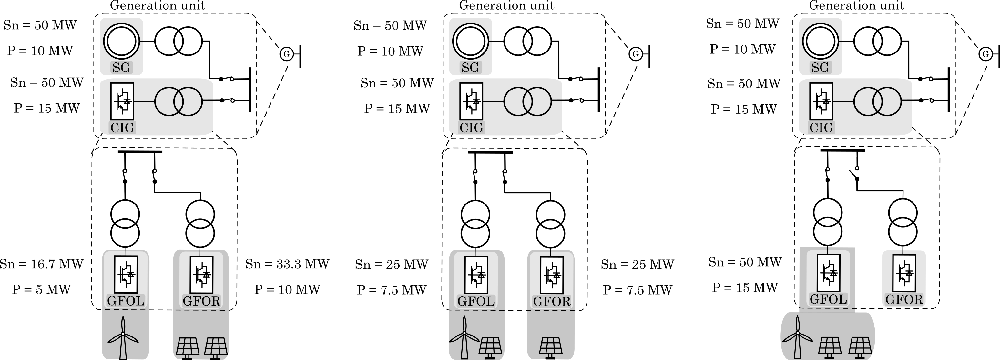 Generation unit
Sn = 50 MW
P = 10 MW
SG
G
Sn = 50 MW
P = 15 MW
CIG
Sn = 16.7 MW
P = 5 MW
GFOL
GFOR
Sn = 33.3 MW
P = 10 MW
Generation unit
Sn = 50 MW
P = 10 MW
SG
G
Sn = 50 MW
P = 15 MW
CIG
Sn = 25 MW
P = 7.5 MW
GFOL
GFOR
Sn = 25 MW
P = 7.5 MW
Generation unit
Sn = 50 MW
P = 10 MW
SG
G
Sn = 50 MW
P = 15 MW
CIG
Sn = 50 MW
P = 15 MW
GFOL
GFOR